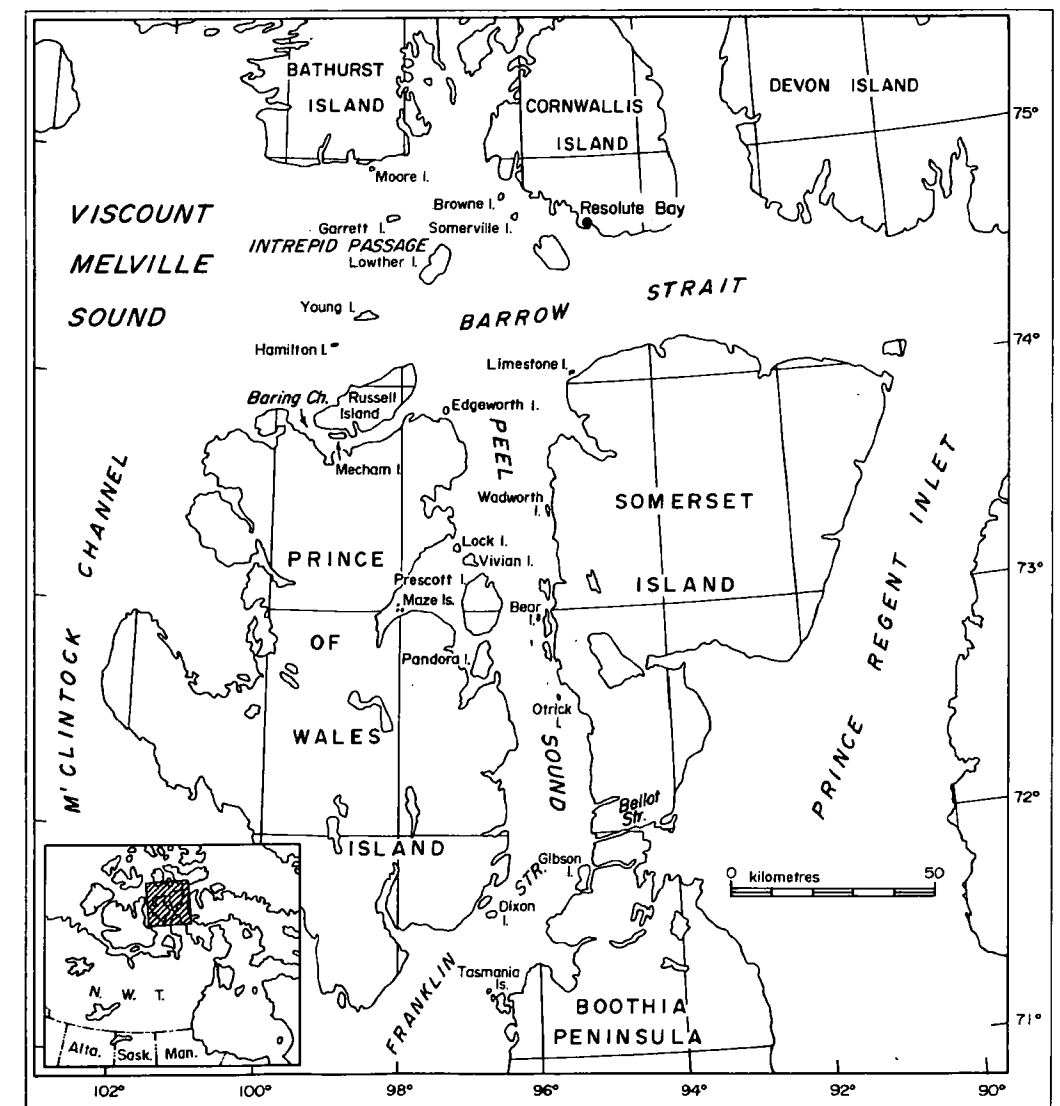 BATHURST
ISLAND
CORNWALLIS
ISLAND
DEVON ISLAND
75°
Moore I.
Browne I.
Resolute Bay
VISCOUNT
MELVILLE
SOUND
Garrett I.
Somerville I.
INTREPID PASSAGE
Lowther I.
Young I.
BARROW STRAIT
74°
Hamilton I.
Limestone I.
Baring Ch.
Russell
Island
Edgeworth I.
Mecham I.
PEEL
Wadworth
I.
SOMERSET
ISLAND
M'CLINTOCK CHANNEL
PRINCE REGENT INLET
Lock I.
Vivian I.
73°
PRINCE
Prescott I.
Maze Is.
Bear
I.
OF
Pandora I.
Otrick
WALES
SOUND
72°
Bellot
Str.
ISLAND
Gibson
I.
STR.
0 kilometres 50
Dixon
I.
Tasmania
Is.
FRANKLIN
BOOTHIA
PENINSULA
71°
N. W. T.
Alta. Sask. Man.
102° 100° 98° 96° 94° 92° 90°